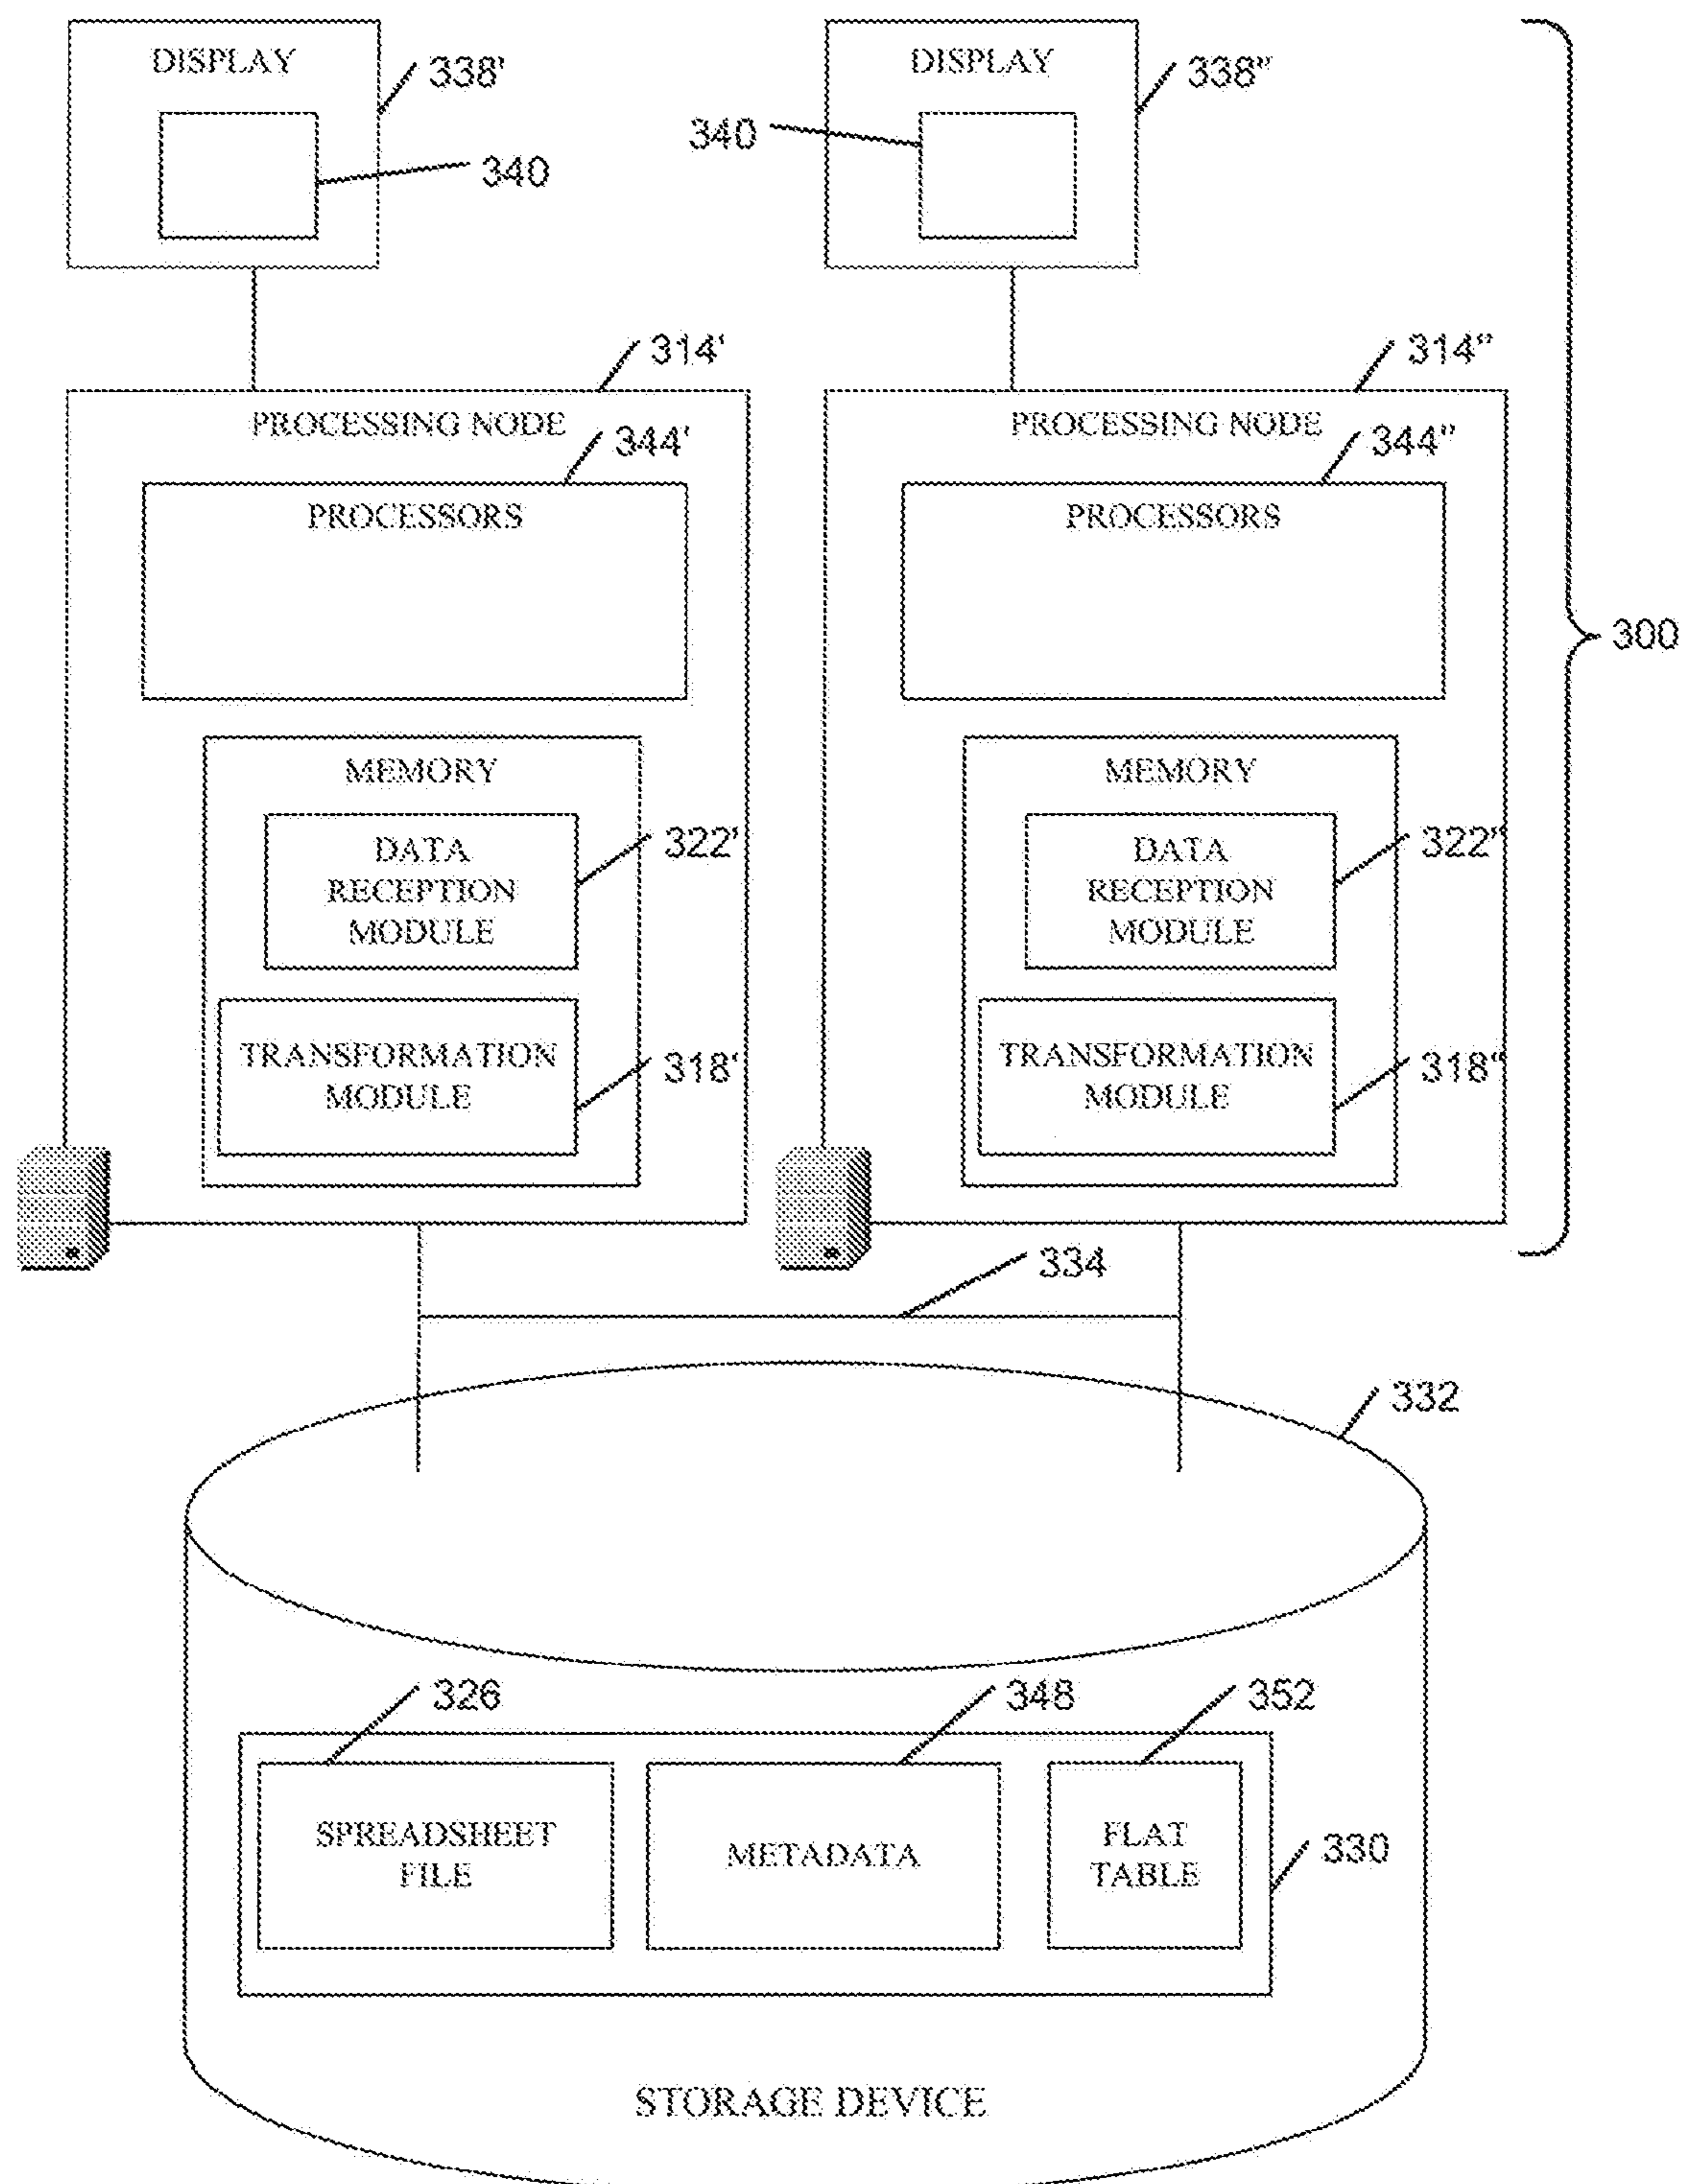 DISPLAY
338'
340
DISPLAY
338"
340
314'
PROCESSING NODE
344'
PROCESSORS
MEMORY
DATA
RECEPTION
MODULE
322'
TRANSFORMATION
MODULE
318'
314"
PROCESSING NODE
344"
PROCESSORS
MEMORY
DATA
RECEPTION
MODULE
322"
TRANSFORMATION
MODULE
318"
300
334
332
326
348
352
SPREADSHEET
FILE
METADATA
FLAT
TABLE
330
STORAGE DEVICE